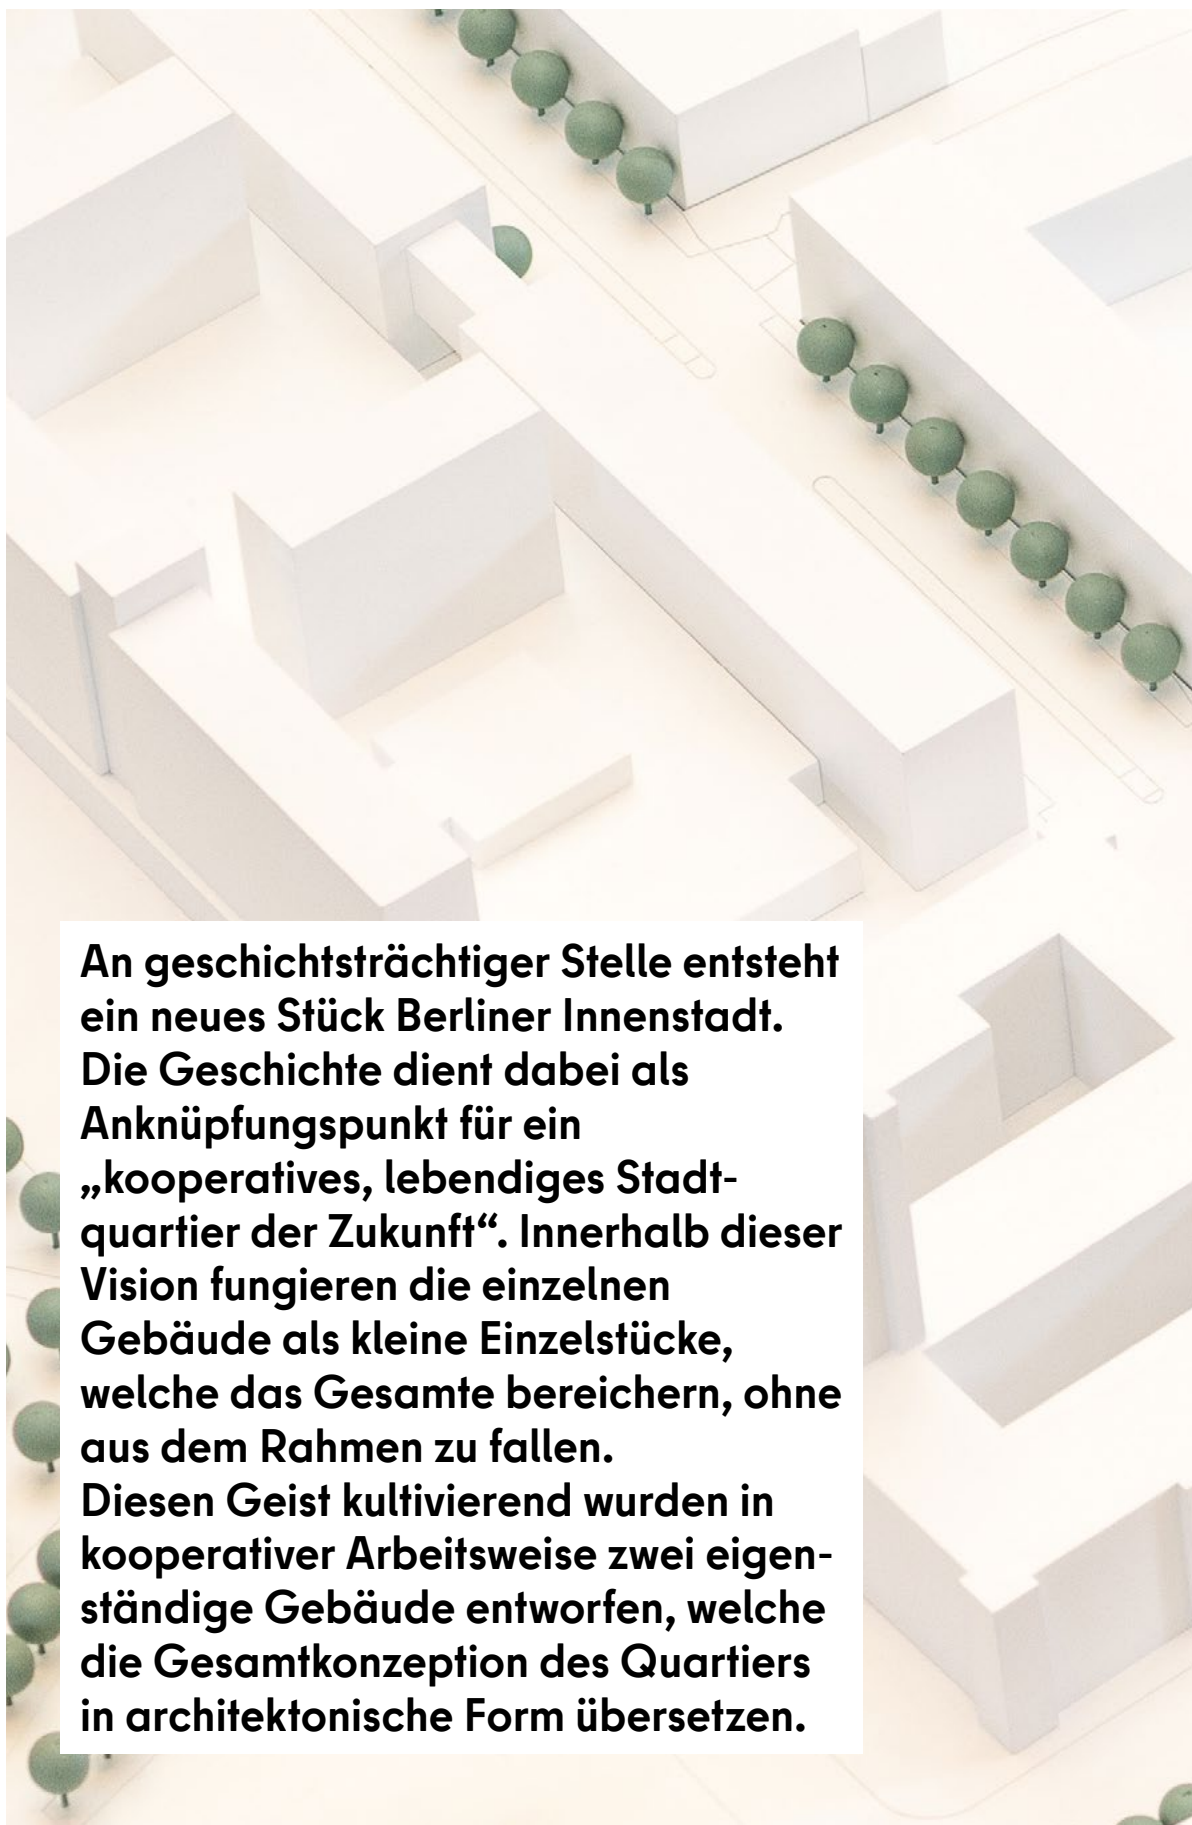 An geschichtsträchtiger Stelle entsteht
ein neues Stück Berliner Innenstadt.
Die Geschichte dient dabei als
Anknüpfungspunkt für ein
„kooperatives, lebendiges Stadt-
quartier der Zukunft“. Innerhalb dieser
Vision fungieren die einzelnen
Gebäude als kleine Einzelstücke,
welche das Gesamte bereichern, ohne
aus dem Rahmen zu fallen.
Diesen Geist kultivierend wurden in
kooperativer Arbeitsweise zwei eigen-
ständige Gebäude entworfen, welche
die Gesamtkonzeption des Quartiers
in architektonische Form übersetzen.